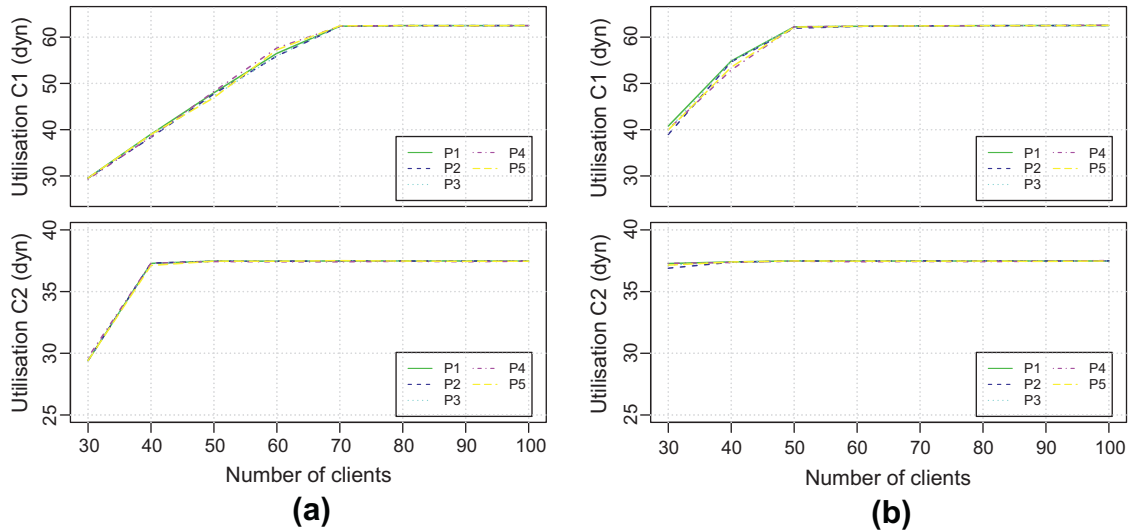 Utilisation C1 (dyn)
60
50
40
30
P1
P2
P3
P4
P5
Utilisation C2 (dyn)
40
35
30
25
P1
P2
P3
P4
P5
30 40 50 60 70 80 90 100
Number of clients
(a)
Utilisation C1 (dyn)
60
50
40
30
P1
P2
P3
P4
P5
Utilisation C2 (dyn)
40
35
30
25
P1
P2
P3
P4
P5
30 40 50 60 70 80 90 100
Number of clients
(b)